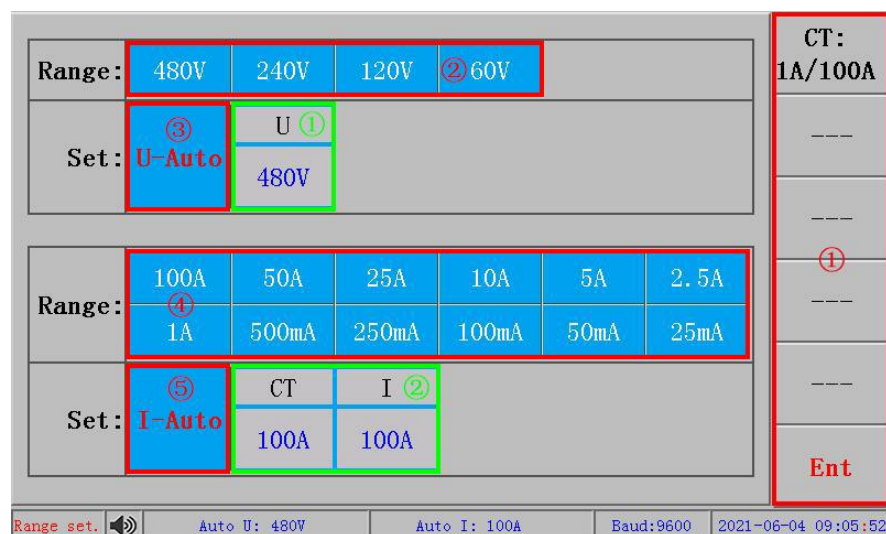 Range: 480V 240V 120V ②60V
③ U-Auto
Set: U ①
480V
Range: 100A 50A 25A 10A 5A 2.5A
④
1A 500mA 250mA 100mA 50mA 25mA
⑤ CT I ②
Set: I-Auto 100A 100A
CT:
1A/100A
---
---
①
---
---
Ent
Range set. Auto U: 480V Auto I: 100A Baud:9600 2021-06-04 09:05:52